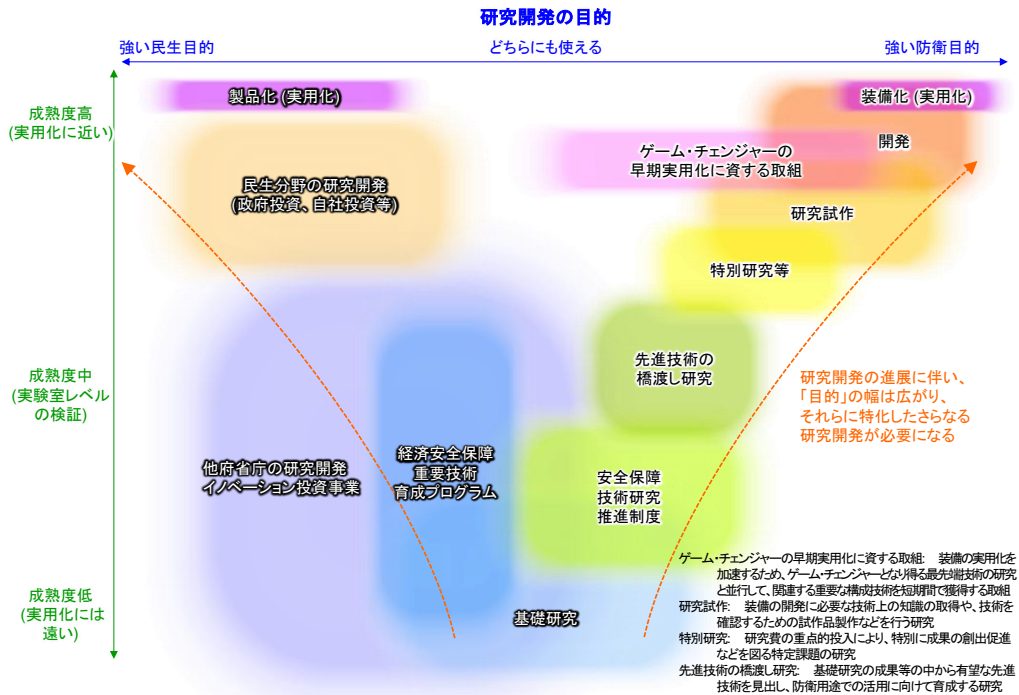 研究開発の目的
強い民生目的
どちらにも使える
強い防衛目的
成熟度高
(実用化に近い)
製品化 (実用化)
装備化 (実用化)
開発
ゲーム・チェンジャーの
早期実用化に資する取組
民生分野の研究開発
(政府投資、自社投資等)
研究試作
特別研究等
先進技術の
橋渡し研究
成熟度中
(実験室レベル
の検証)
研究開発の進展に伴い、
「目的」の幅は広がり、
それらに特化したさらなる
研究開発が必要になる
他府省庁の研究開発
イノベーション投資事業
経済安全保障
重要技術
育成プログラム
安全保障
技術研究
推進制度
成熟度低
(実用化には
遠い)
基礎研究
ゲーム・チェンジャーの早期実用化に資する取組: 装備の実用化を
加速するため、ゲーム・チェンジャーとなり得る最先端技術の研究
と並行して、関連する重要な構成技術を短期間で獲得する取組
研究試作: 装備の開発に必要な技術上の知識の取得や、技術を
確認するための試作品製作などを行う研究
特別研究: 研究費の重点的投入により、特別に成果の創出促進
などを図る特定課題の研究
先進技術の橋渡し研究: 基礎研究の成果等の中から有望な先進
技術を見出し、防衛用途での活用に向けて育成する研究